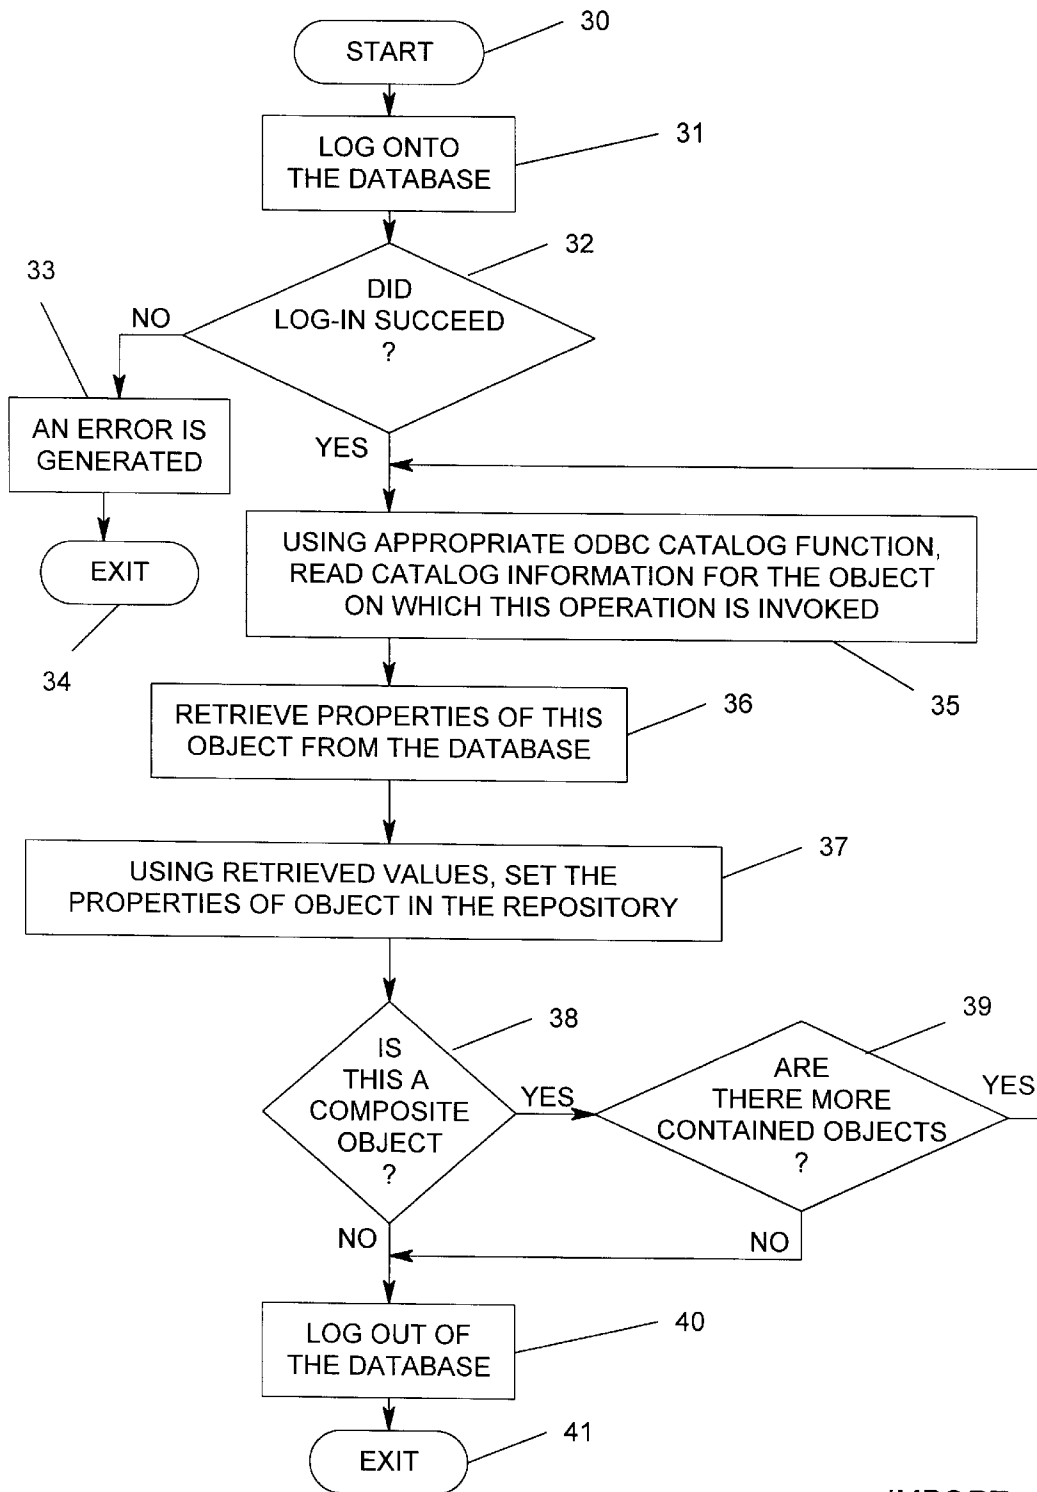 30
START
31
LOG ONTO
THE DATABASE
32
DID
LOG-IN SUCCEED
?
33
NO
AN ERROR IS
GENERATED
YES
EXIT
34
USING APPROPRIATE ODBC CATALOG FUNCTION,
READ CATALOG INFORMATION FOR THE OBJECT
ON WHICH THIS OPERATION IS INVOKED
35
RETRIEVE PROPERTIES OF THIS
OBJECT FROM THE DATABASE
36
USING RETRIEVED VALUES, SET THE
PROPERTIES OF OBJECT IN THE REPOSITORY
37
38
IS
THIS A
COMPOSITE
OBJECT
?
YES
39
ARE
THERE MORE
CONTAINED OBJECTS
?
YES
NO
NO
LOG OUT OF
THE DATABASE
40
EXIT
41